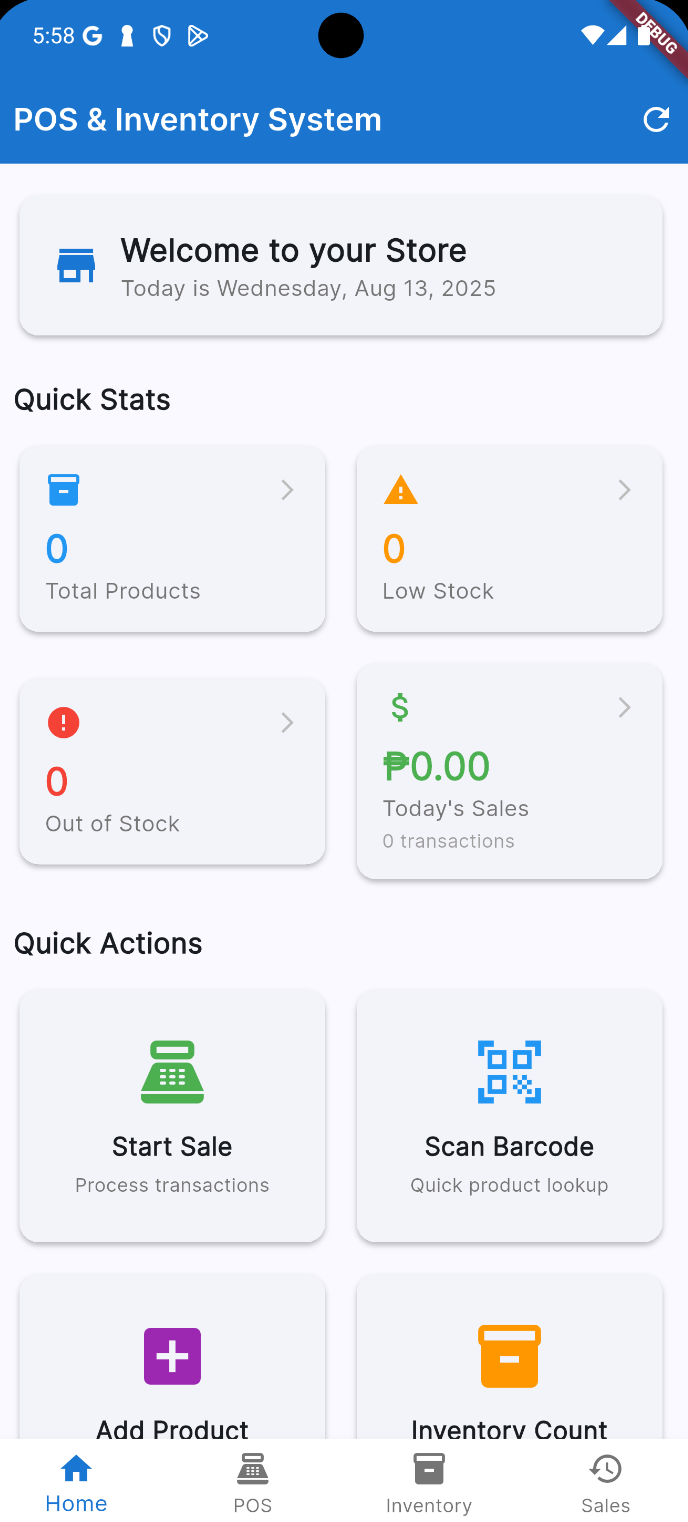 5:58
DEBUG
POS & Inventory System
Welcome to your Store
Today is Wednesday, Aug 13, 2025
Quick Stats
0
Total Products
0
Low Stock
0
Out of Stock
$
₱0.00
Today's Sales
0 transactions
Quick Actions
Start Sale
Process transactions
Scan Barcode
Quick product lookup
Add Product
Inventory Count
Home
POS
Inventory
Sales